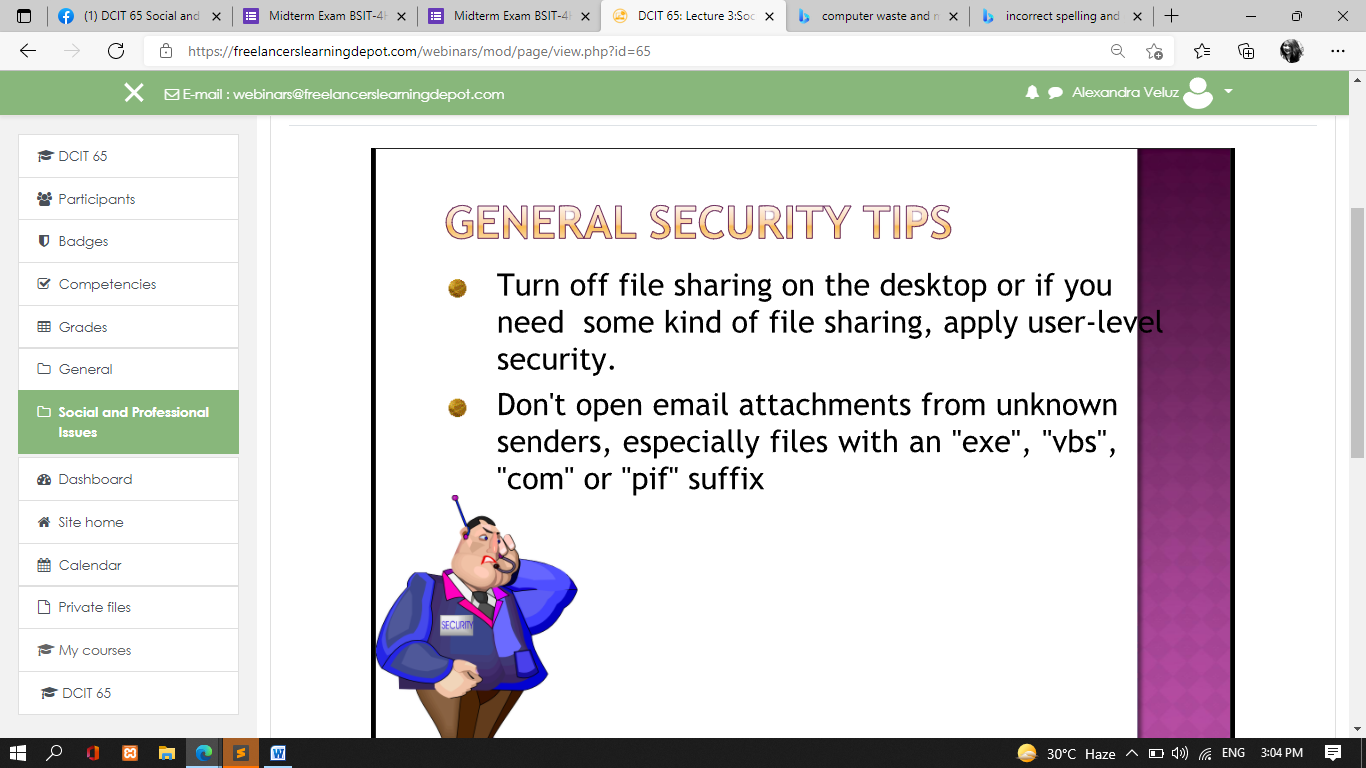 (1) DCIT 65 Social and
Midterm Exam BSIT-4
Midterm Exam BSIT-4
DCIT 65: Lecture 3:Soc
computer waste and n
incorrect spelling and
https://freelancerslearningdepot.com/webinars/mod/page/view.php?id=65
E-mail : webinars@freelancerslearningdepot.com
Alexandra Veluz
DCIT 65
Participants
Badges
Competencies
Grades
General
Social and Professional
Issues
Dashboard
Site home
Calendar
Private files
My courses
DCIT 65
GENERAL SECURITY TIPS
Turn off file sharing on the desktop or if you
need some kind of file sharing, apply user-level
security.
Don't open email attachments from unknown
senders, especially files with an "exe", "vbs",
"com" or "pif" suffix
SECURITY
30°C Haze
ENG
3:04 PM